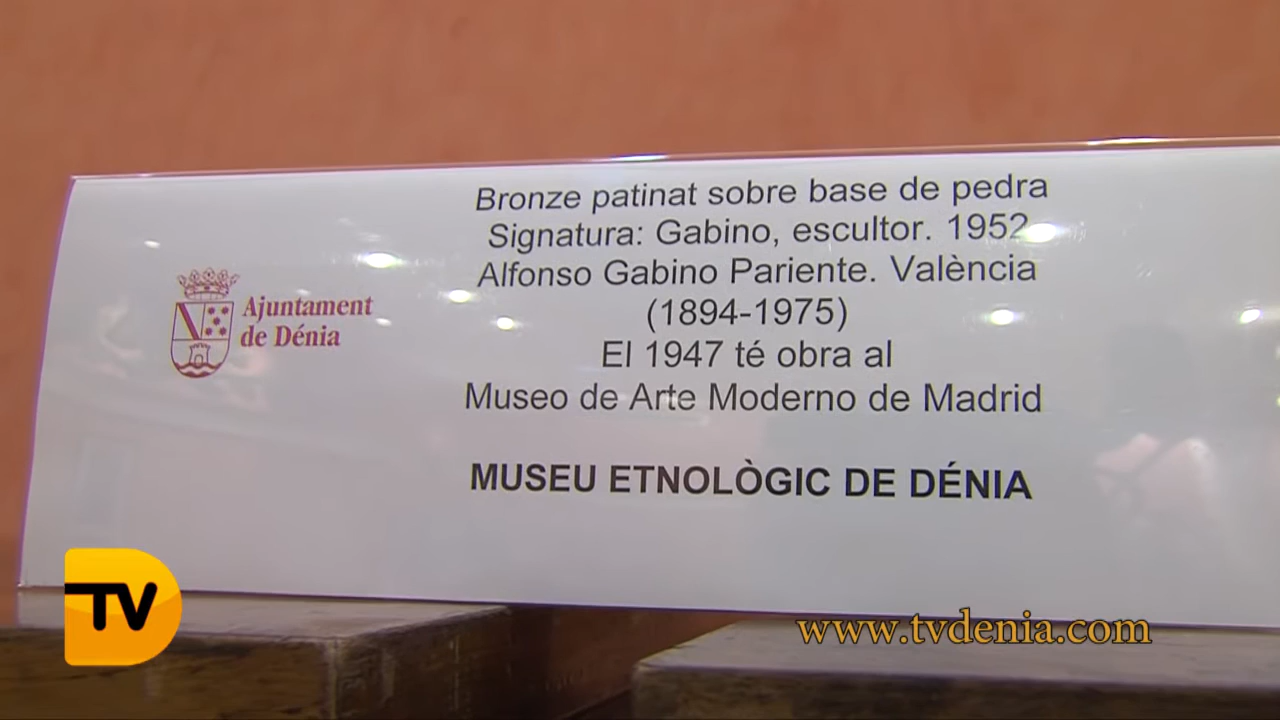 Bronze patinat sobre base de pedra
Signatura: Gabino, escultor. 1952
Alfonso Gabino Pariente. València
(1894-1975)
El 1947 té obra al
Museo de Arte Moderno de Madrid
MUSEU ETNOLÒGIC DE DÉNIA
Ajuntament
de Dénia
TV
www.tvdenia.com